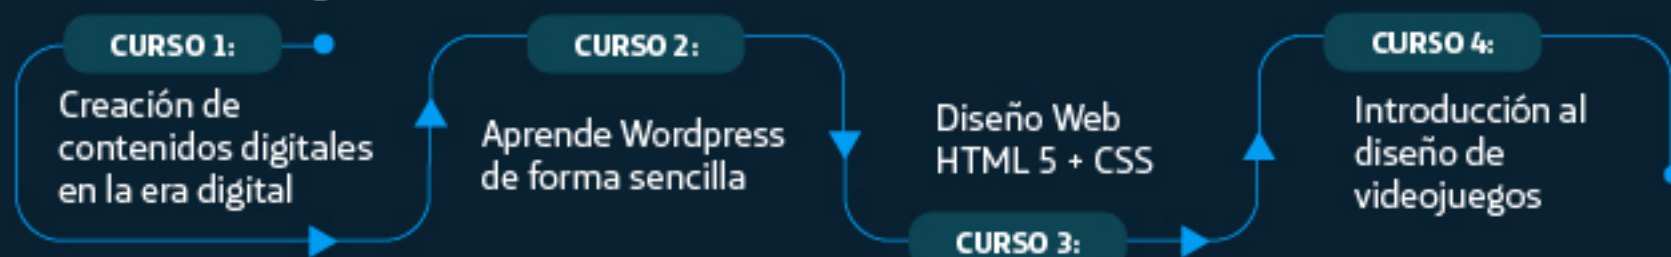 CURSO 1:
Creación de
contenidos digitales
en la era digital
CURSO 2:
Aprende Wordpress
de forma sencilla
CURSO 3:
Diseño Web
HTML 5 + CSS
CURSO 4:
Introducción al
diseño de
videojuegos